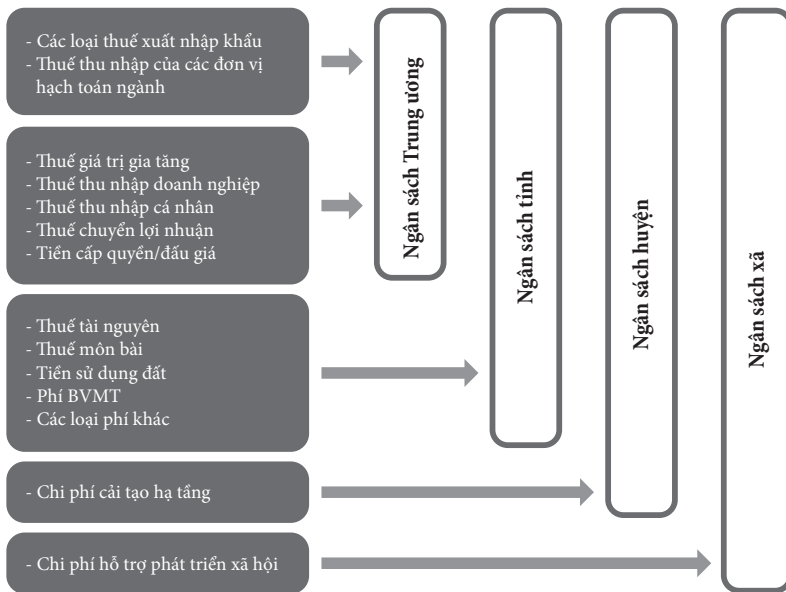 - Các loại thuế xuất nhập khẩu
- Thuế thu nhập của các đơn vị
hạch toán ngành
- Thuế giá trị gia tăng
- Thuế thu nhập doanh nghiệp
- Thuế thu nhập cá nhân
- Thuế chuyển lợi nhuận
- Tiền cấp quyền/đấu giá
- Thuế tài nguyên
- Thuế môn bài
- Tiền sử dụng đất
- Phí BVMT
- Các loại phí khác
- Chi phí cải tạo hạ tầng
- Chi phí hỗ trợ phát triển xã hội
Ngân sách Trung ương
Ngân sách tỉnh
Ngân sách huyện
Ngân sách xã